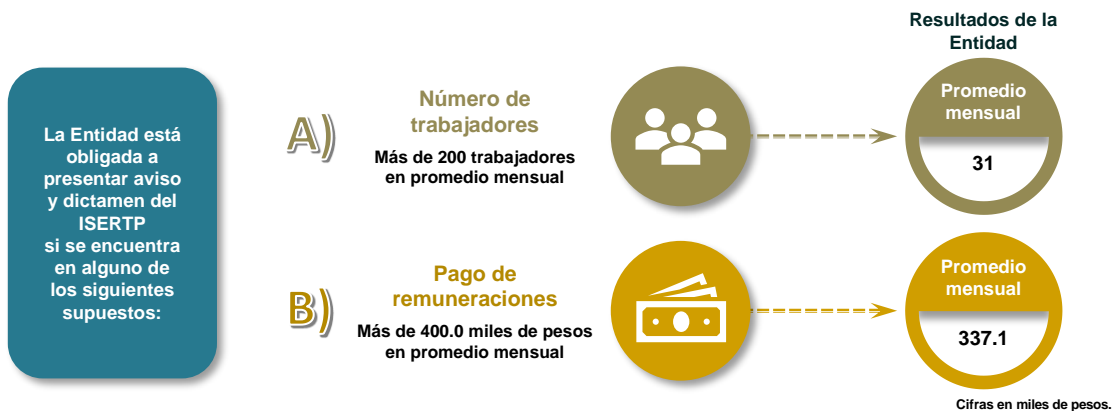 La Entidad está
obligada a
presentar aviso
y dictamen del
ISERTP
si se encuentra
en alguno de
los siguientes
supuestos:
A)
Número de
trabajadores
Más de 200 trabajadores
en promedio mensual
Resultados de la
Entidad
Promedio
mensual
31
B)
Pago de
remuneraciones
Más de 400.0 miles de pesos
en promedio mensual
Promedio
mensual
337.1
Cifras en miles de pesos.